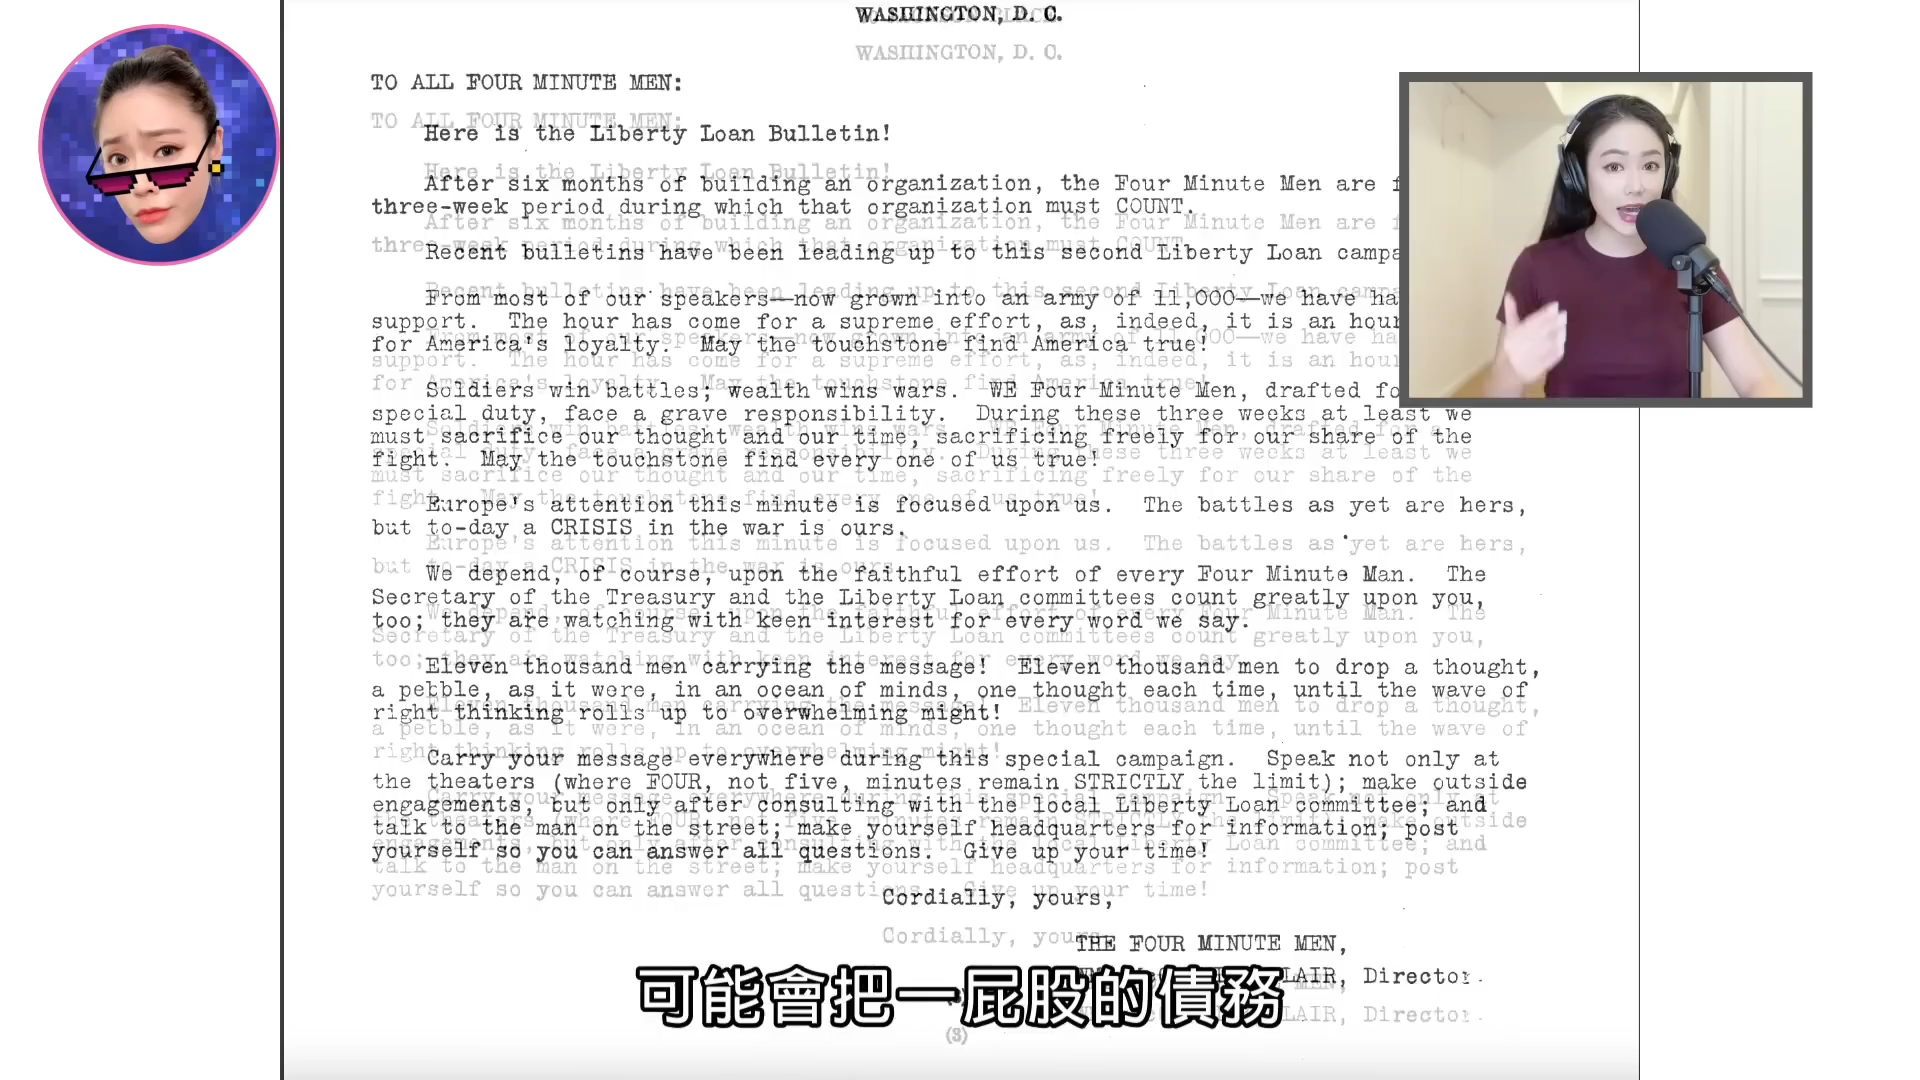 WASHINGTON, D. C.
TO ALL FOUR MINUTE MEN:
Here is the Liberty Loan Bulletin!
After six months of building an organization, the Four Minute Men are
three-week period during which that organization must COUNT.
Recent bulletins have been leading up to this second Liberty Loan campa
From most of our speakers—now grown into an army of 11,000—we have ha
support. The hour has come for a supreme effort, as, indeed, it is an hour
for America's loyalty. May the touchstone find America true!
Soldiers win battles; wealth wins wars. WE Four Minute Men, drafted fo
special duty, face a grave responsibility. During these three weeks at least we
must sacrifice our thought and our time, sacrificing freely for our share of the
fight. May the touchstone find every one of us true!
Europe's attention this minute is focused upon us. The battles as yet are hers,
but to-day a CRISIS in the war is ours.
We depend, of course, upon the faithful effort of every Four Minute Man. The
Secretary of the Treasury and the Liberty Loan committees count greatly upon you,
too; they are watching with keen interest for every word we say.
Eleven thousand men carrying the message! Eleven thousand men to drop a thought,
a pebble, as it were, in an ocean of minds, one thought each time, until the wave of
right thinking rolls up to overwhelming might!
Carry your message everywhere during this special campaign. Speak not only at
the theaters (where FOUR, not five, minutes remain STRICTLY the limit); make outside
engagements, but only after consulting with the local Liberty Loan committee; and
talk to the man on the street; make yourself headquarters for information; post
yourself so you can answer all questions. Give up your time!
Cordially, yours,
THE FOUR MINUTE MEN,
LAIR, Director.
可能會把一屁股的債務
(3)